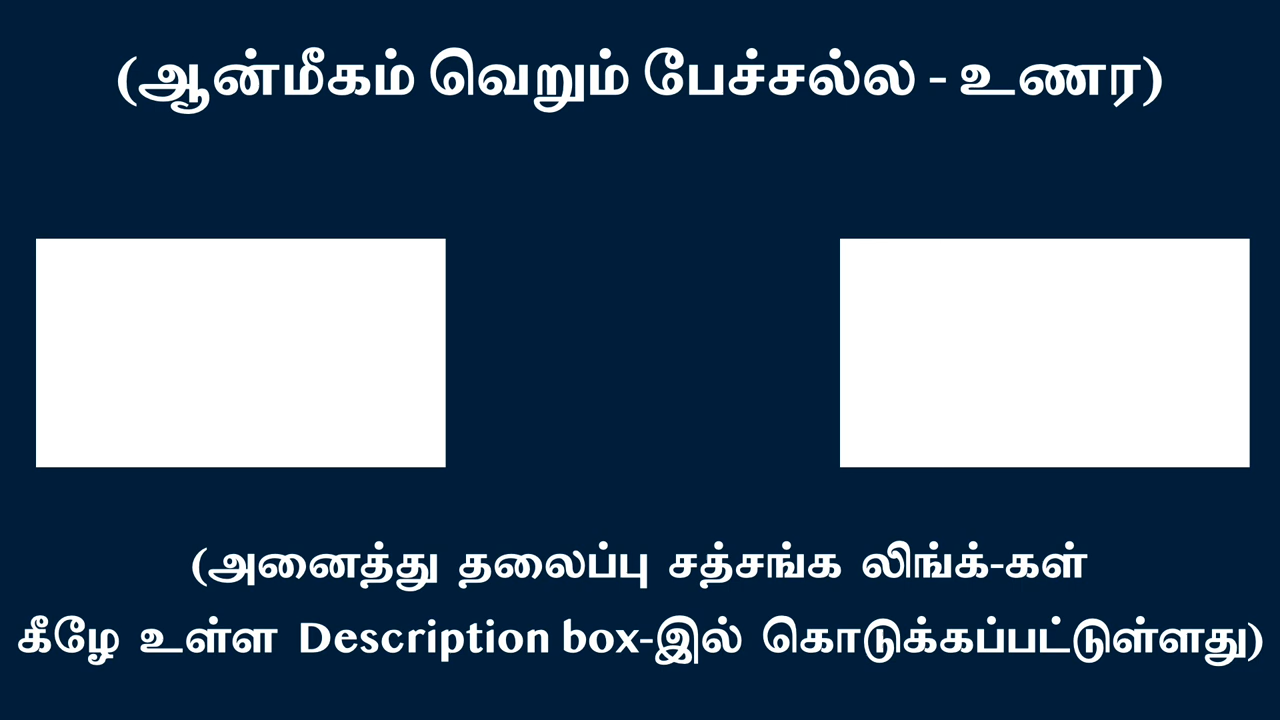 (ஆன்மீகம் வெறும் பேச்சல்ல - உணர)
(அனைத்து தலைப்பு சத்சங்க லிங்க்-கள்
கீழே உள்ள Description box-இல் கொடுக்கப்பட்டுள்ளது)